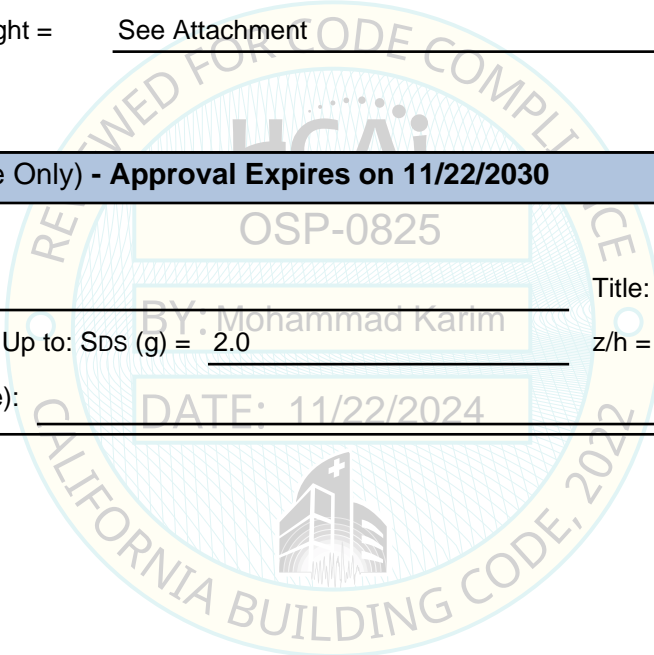 ght = See Attachment
REVIEWED FOR CODE COMPLIANCE
HCAi
e Only) - Approval Expires on 11/22/2030
OSP-0825
Title:
BY: Mohammad Karim
Up to: SDS (g) = 2.0 z/h =
e):
DATE: 11/22/2024
CALIFORNIA BUILDING CODE, 2022